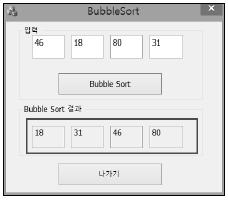 BubbleSort
입력
46 18 80 31
Bubble Sort
Bubble Sort 결과
18 31 46 80
나가기